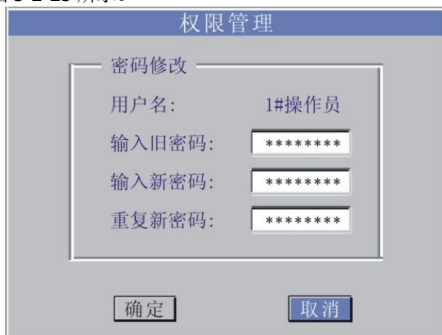 权限管理
密码修改
用户名: 1#操作员
输入旧密码: ********
输入新密码: ********
重复新密码: ********
确定 取消